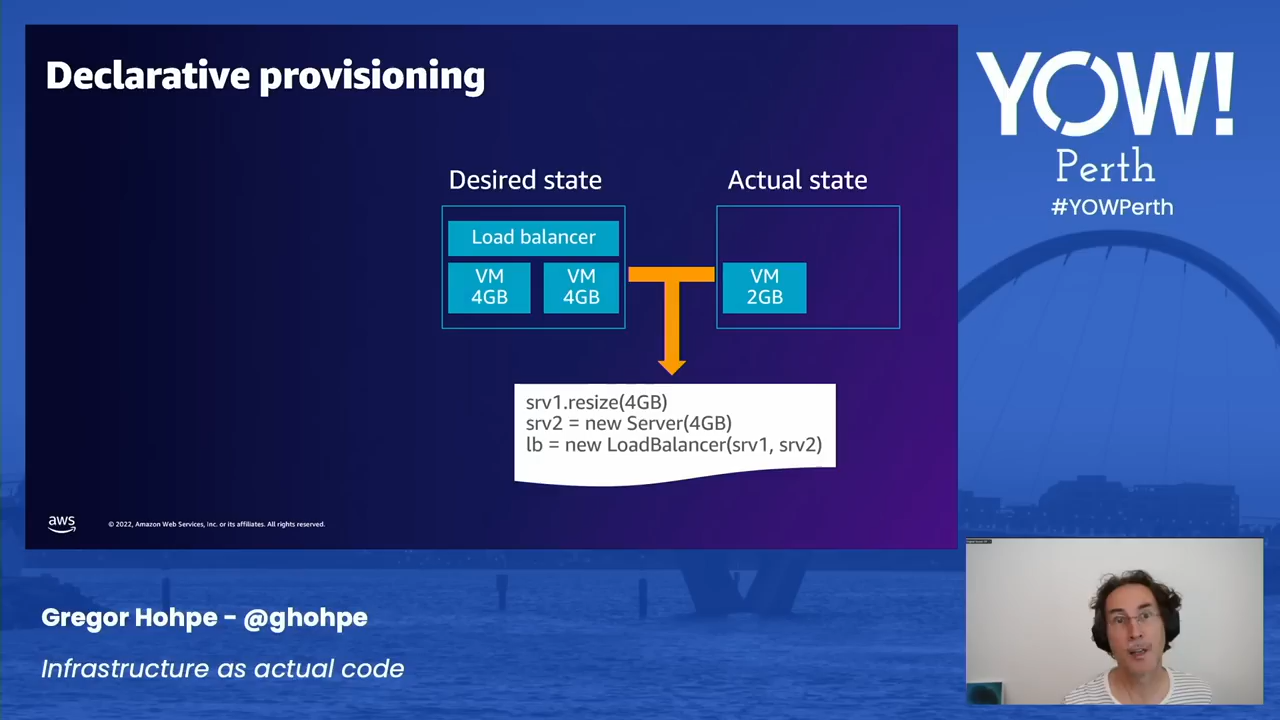 Declarative provisioning
Desired state
Actual state
Load balancer
VM
4GB
VM
4GB
VM
2GB
srv1.resize(4GB)
srv2 = new Server(4GB)
lb = new LoadBalancer(srv1, srv2)
aws
© 2022, Amazon Web Services, Inc. or its affiliates. All rights reserved.
YOW!
Perth
#YOWPerth
Gregor Hohpe - @ghohpe
Infrastructure as actual code